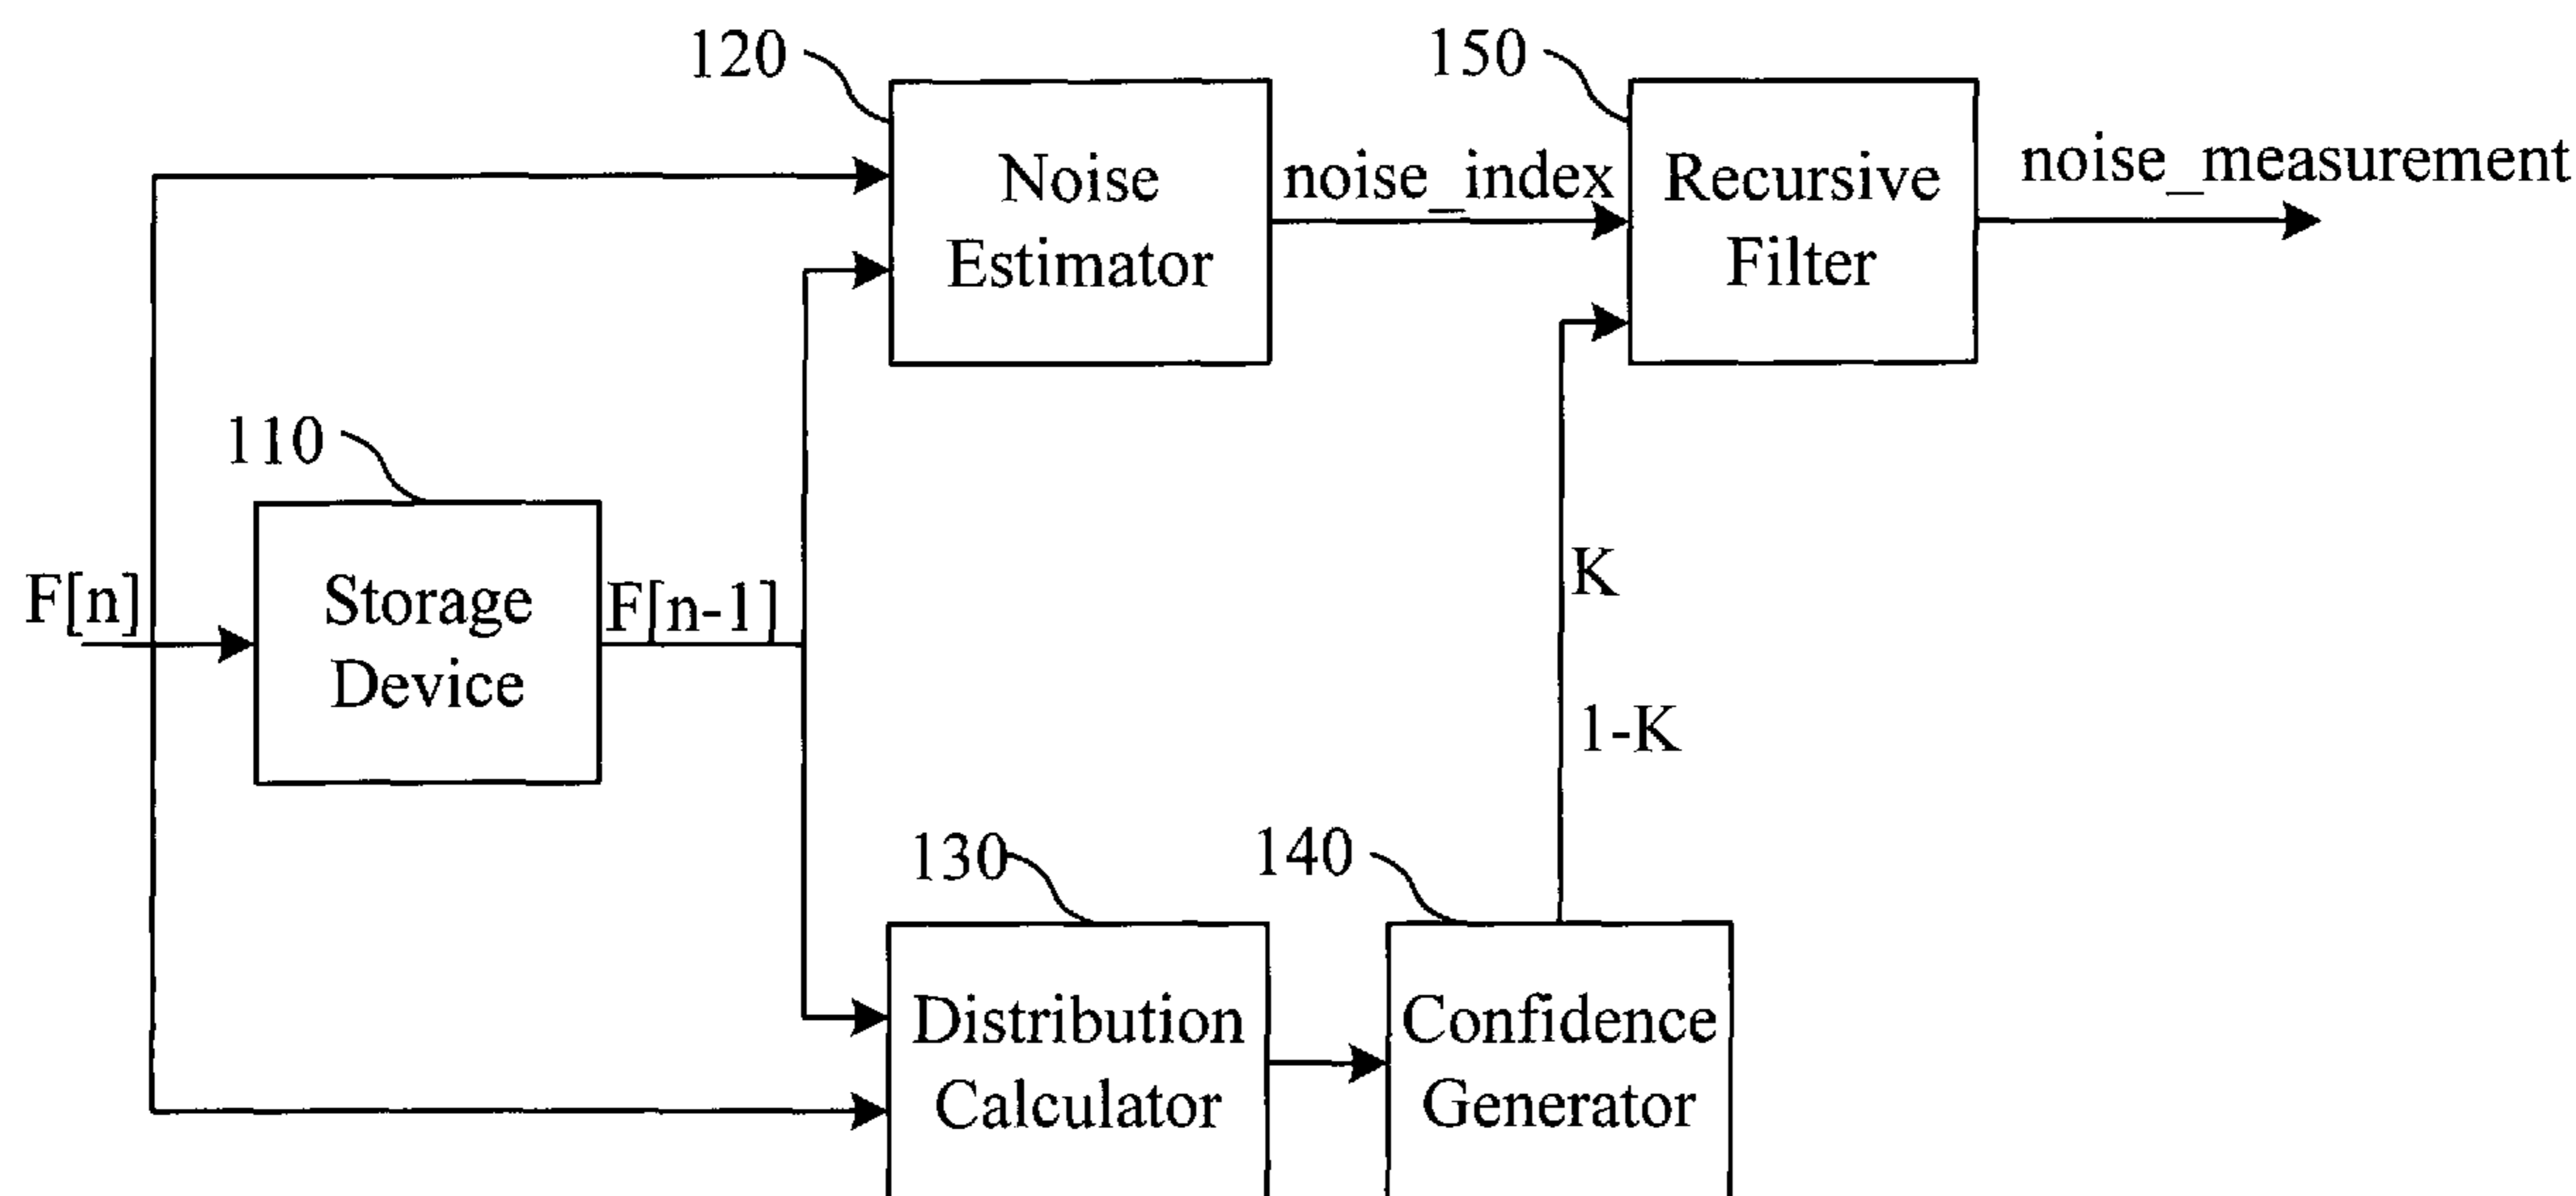 120
150
Noise
Estimator
noise_index
Recursive
Filter
noise_measurement
110
F[n]
Storage
Device
F[n-1]
K
1-K
130
140
Distribution
Calculator
Confidence
Generator